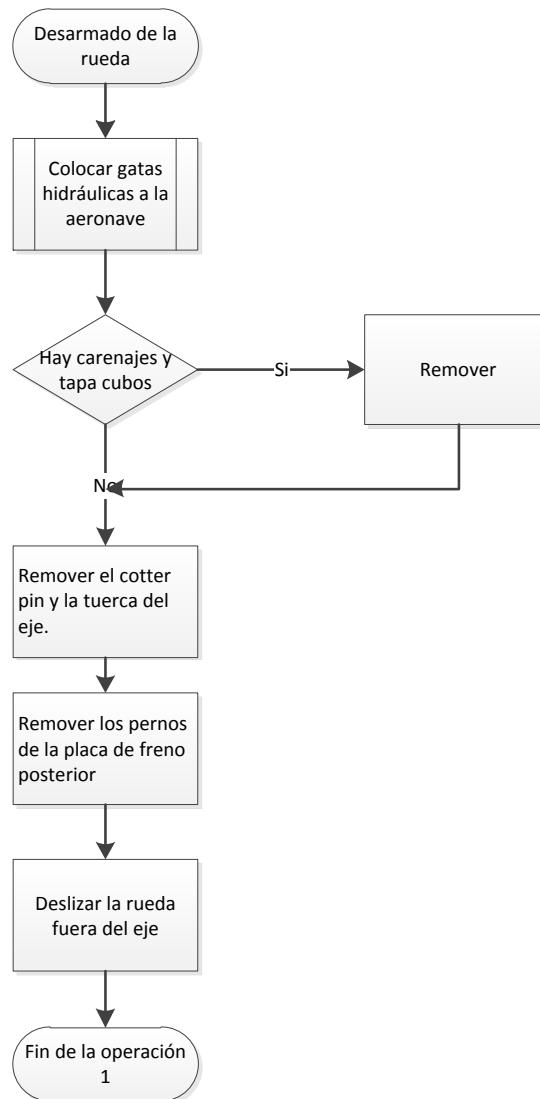 Desarmado de la
rueda
Colocar gatas
hidráulicas a la
aeronave
Hay carenajes y
tapa cubos
Si
Remover
No
Remover el cotter
pin y la tuerca del
eje.
Remover los pernos
de la placa de freno
posterior
Deslizar la rueda
fuera del eje
Fin de la operación
1